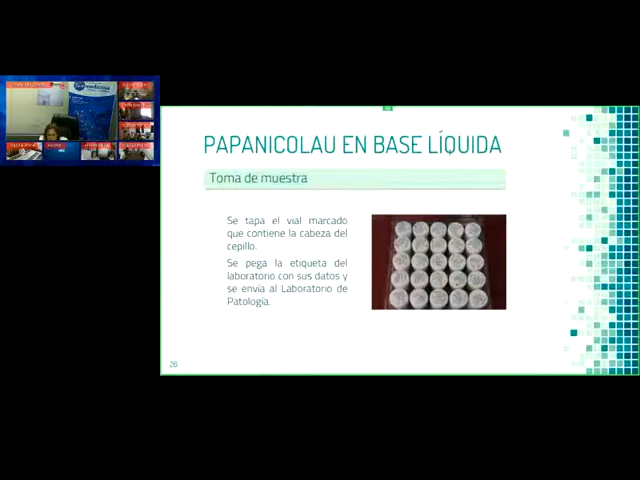 PAPANICOLAU EN BASE LÍQUIDA
Toma de muestra
Se tapa el vial marcado
que contiene la cabeza del
cepillo.
Se pega la etiqueta del
laboratorio con sus datos y
se envía al Laboratorio de
Patología.
26